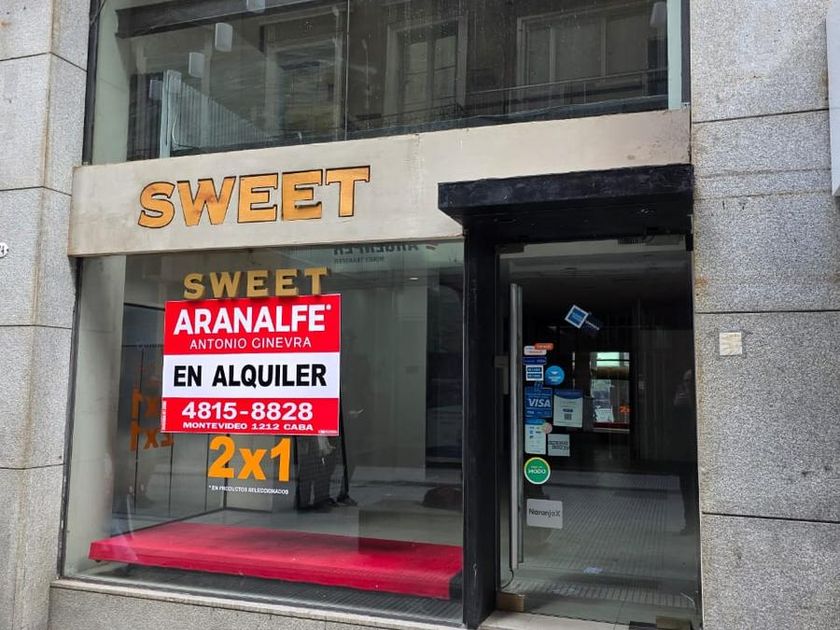 SWEET
SWEET
ARANALFE
ANTONIO GINEVRA
EN ALQUILER
4815-8828
MONTEVIDEO 1212 CABA
2x1
* EN PRODUCTOS SELECCIONADOS
2x1
VISA
MODO
NaranjaX